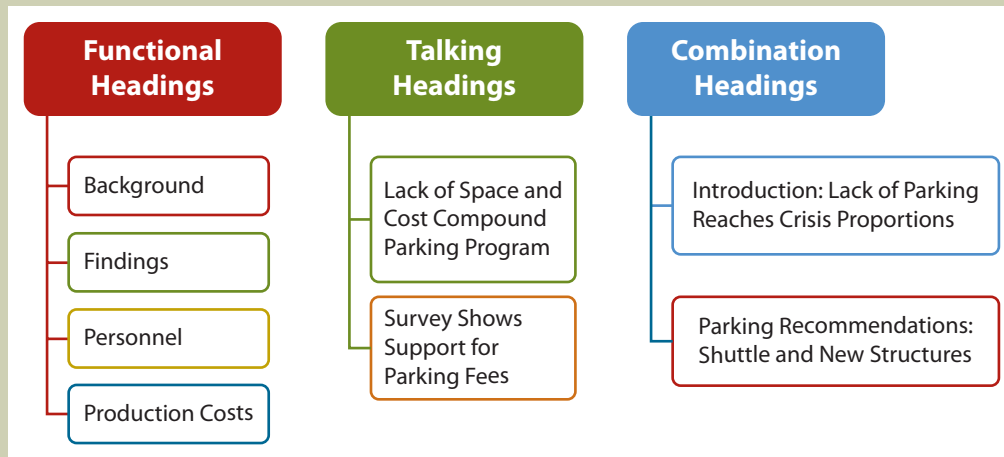 Functional
Headings
Background
Findings
Personnel
Production Costs
Talking
Headings
Lack of Space and
Cost Compound
Parking Program
Survey Shows
Support for
Parking Fees
Combination
Headings
Introduction: Lack of Parking
Reaches Crisis Proportions
Parking Recommendations:
Shuttle and New Structures